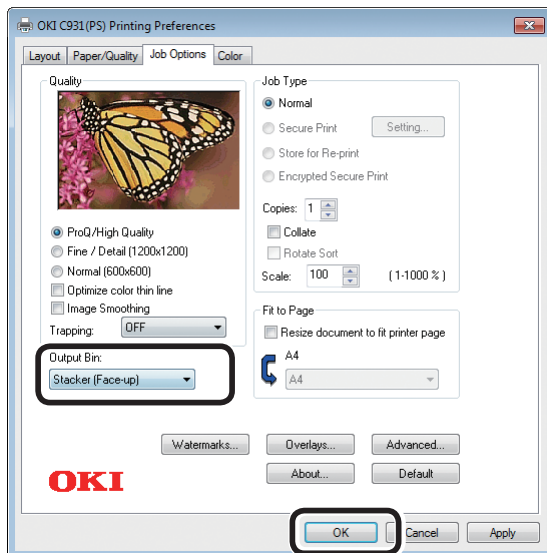 OKI C931(PS) Printing Preferences
Layout Paper/Quality Job Options Color
Quality
ProQ/High Quality
Fine / Detail (1200x1200)
Normal (600x600)
Optimize color thin line
Image Smoothing
Trapping: OFF
Output Bin:
Stacker (Face-up)
Job Type
Normal
Secure Print Setting...
Store for Re-print
Encrypted Secure Print
Copies: 1
Collate
Rotate Sort
Scale: 100 (1-1000 %)
Fit to Page
Resize document to fit printer page
A4
A4
Watermarks... Overlays... Advanced...
About... Default
OKI
OK Cancel Apply